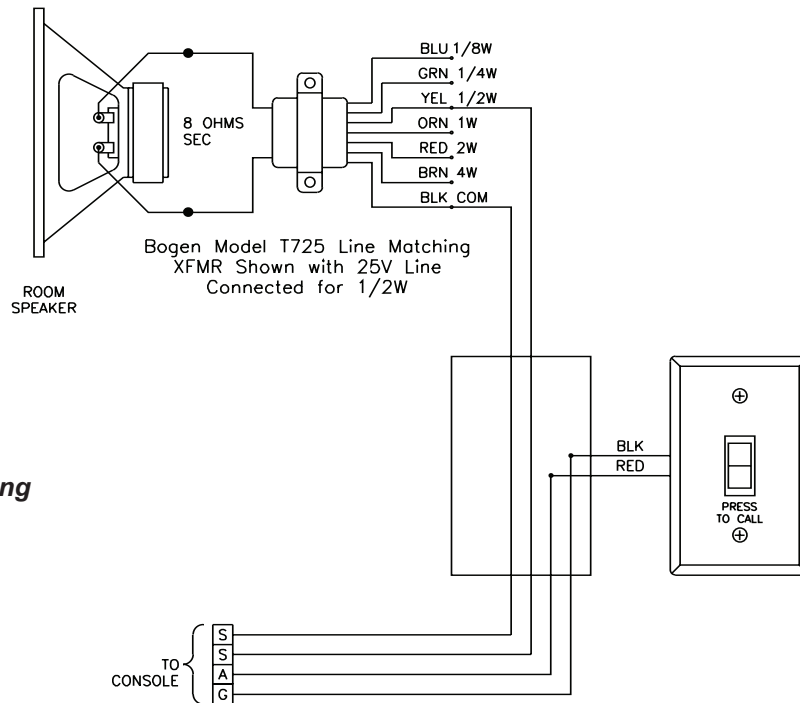 BLU 1/8W
GRN 1/4W
YEL 1/2W
ORN 1W
RED 2W
BRN 4W
BLK COM
8 OHMS
SEC
Bogen Model T725 Line Matching
XFMR Shown with 25V Line
Connected for 1/2W
ROOM
SPEAKER
BLK
RED
PRESS
TO CALL
ng
S
S
A
G
TO
CONSOLE